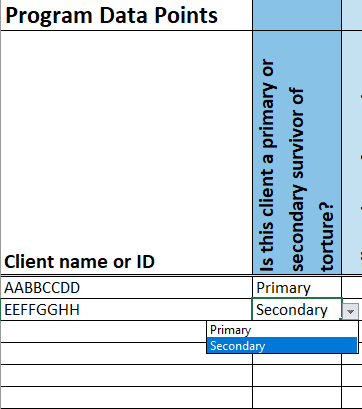 Program Data Points
Is this client a primary or
secondary survivor of
torture?
Client name or ID
AABBCCDD Primary
EEFFGGHH Secondary
Primary
Secondary